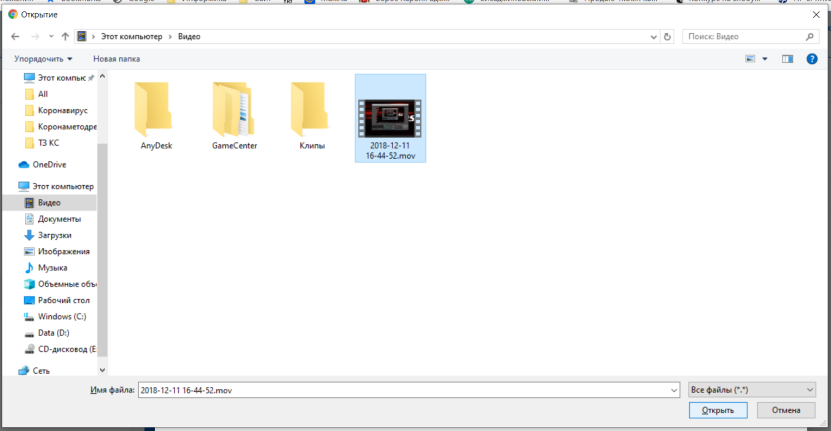 Открытие
Этот компьютер > Видео
Поиск: Видео
Упорядочить
Новая папка
Этот компьк
All
Коронавирус
Коронаметодре
ТЗ КС
OneDrive
Этот компьютер
Видео
Документы
Загрузки
Изображения
Музыка
Объемные объ
Рабочий стол
Windows (C:)
Data (D:)
CD-дисковод (E
Сеть
AnyDesk
GameCenter
Клипы
2018-12-11
16-44-52.mov
Имя файла:
2018-12-11 16-44-52.mov
Все файлы (*.*)
Открыть
Отмена